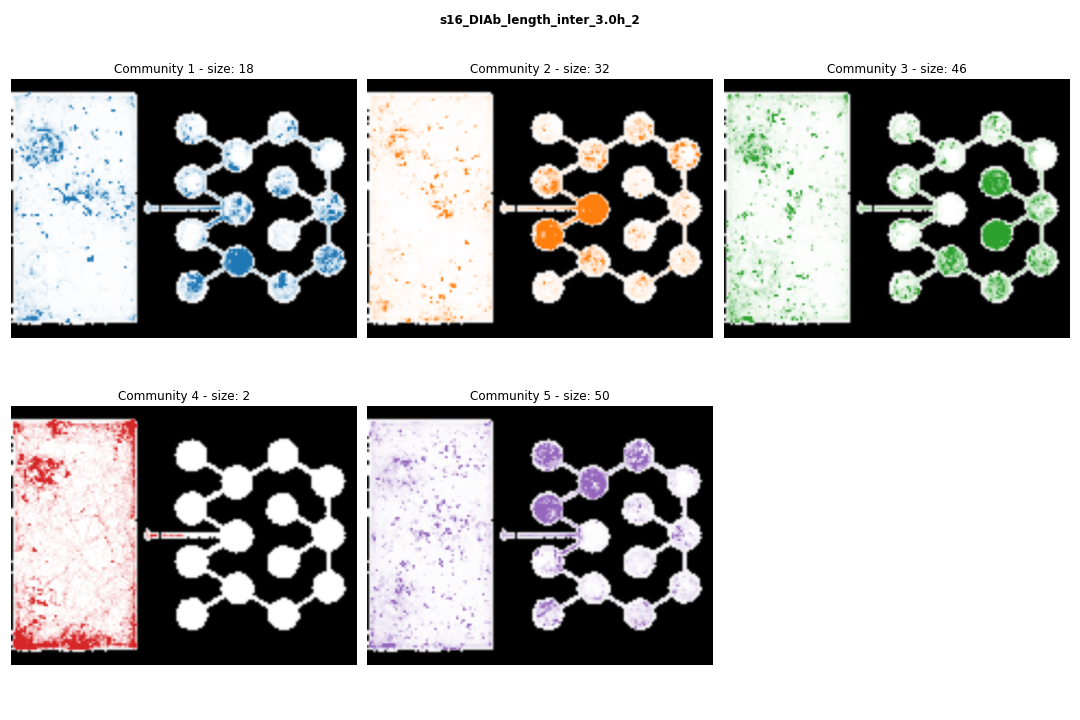 s16_DIAb_length_inter_3.0h_2
Community 1 - size: 18
Community 2 - size: 32
Community 3 - size: 46
Community 4 - size: 2
Community 5 - size: 50